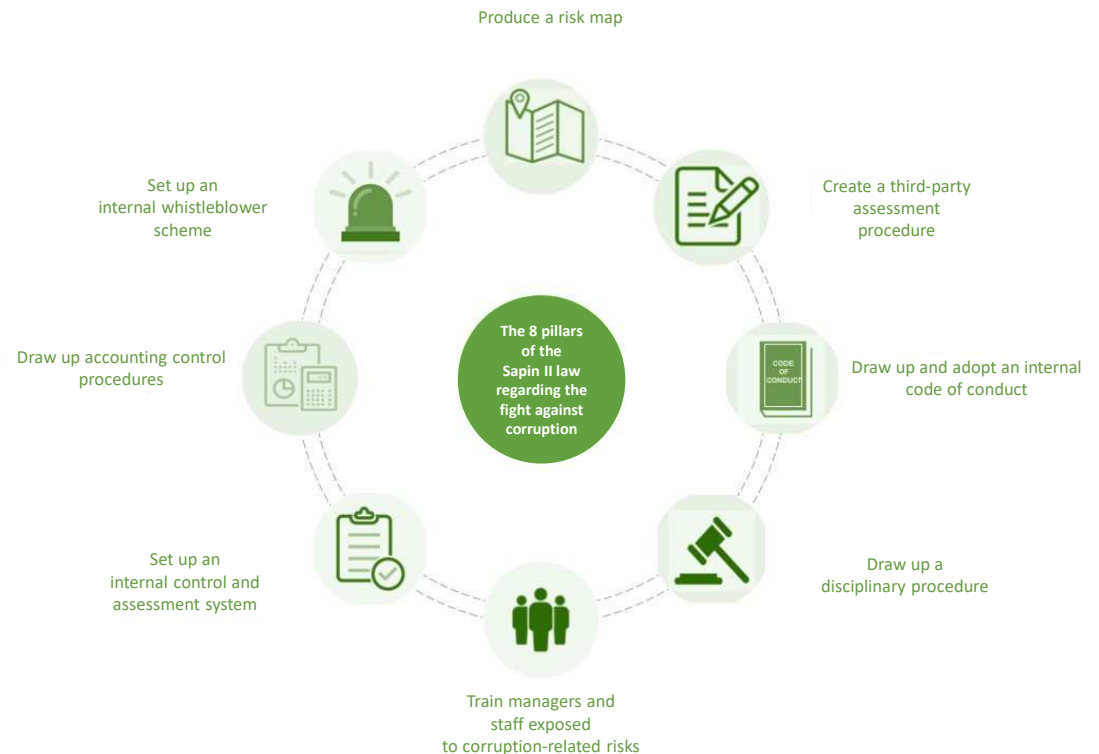 Produce a risk map
Set up an
internal whistleblower
scheme
Create a third-party
assessment
procedure
The 8 pillars
of the
Sapin II law
regarding the
fight against
corruption
Draw up accounting control
procedures
CODE
OF
CONDUCT
Draw up and adopt an internal
code of conduct
Set up an
internal control and
assessment system
Draw up a
disciplinary procedure
Train managers and
staff exposed
to corruption-related risks